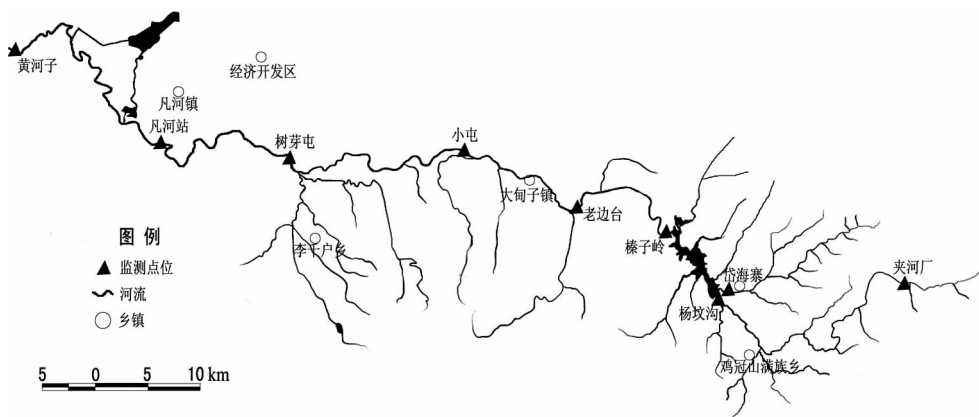 黄河子
经济开发区
凡河镇
凡河站
树芽屯
小屯
大甸子镇
老边台
榛子岭
岱海寨
夹河厂
杨坟沟
鸡冠山满族乡
李千户乡
图 例
监测点位
河流
乡镇
5 0 5 10 km